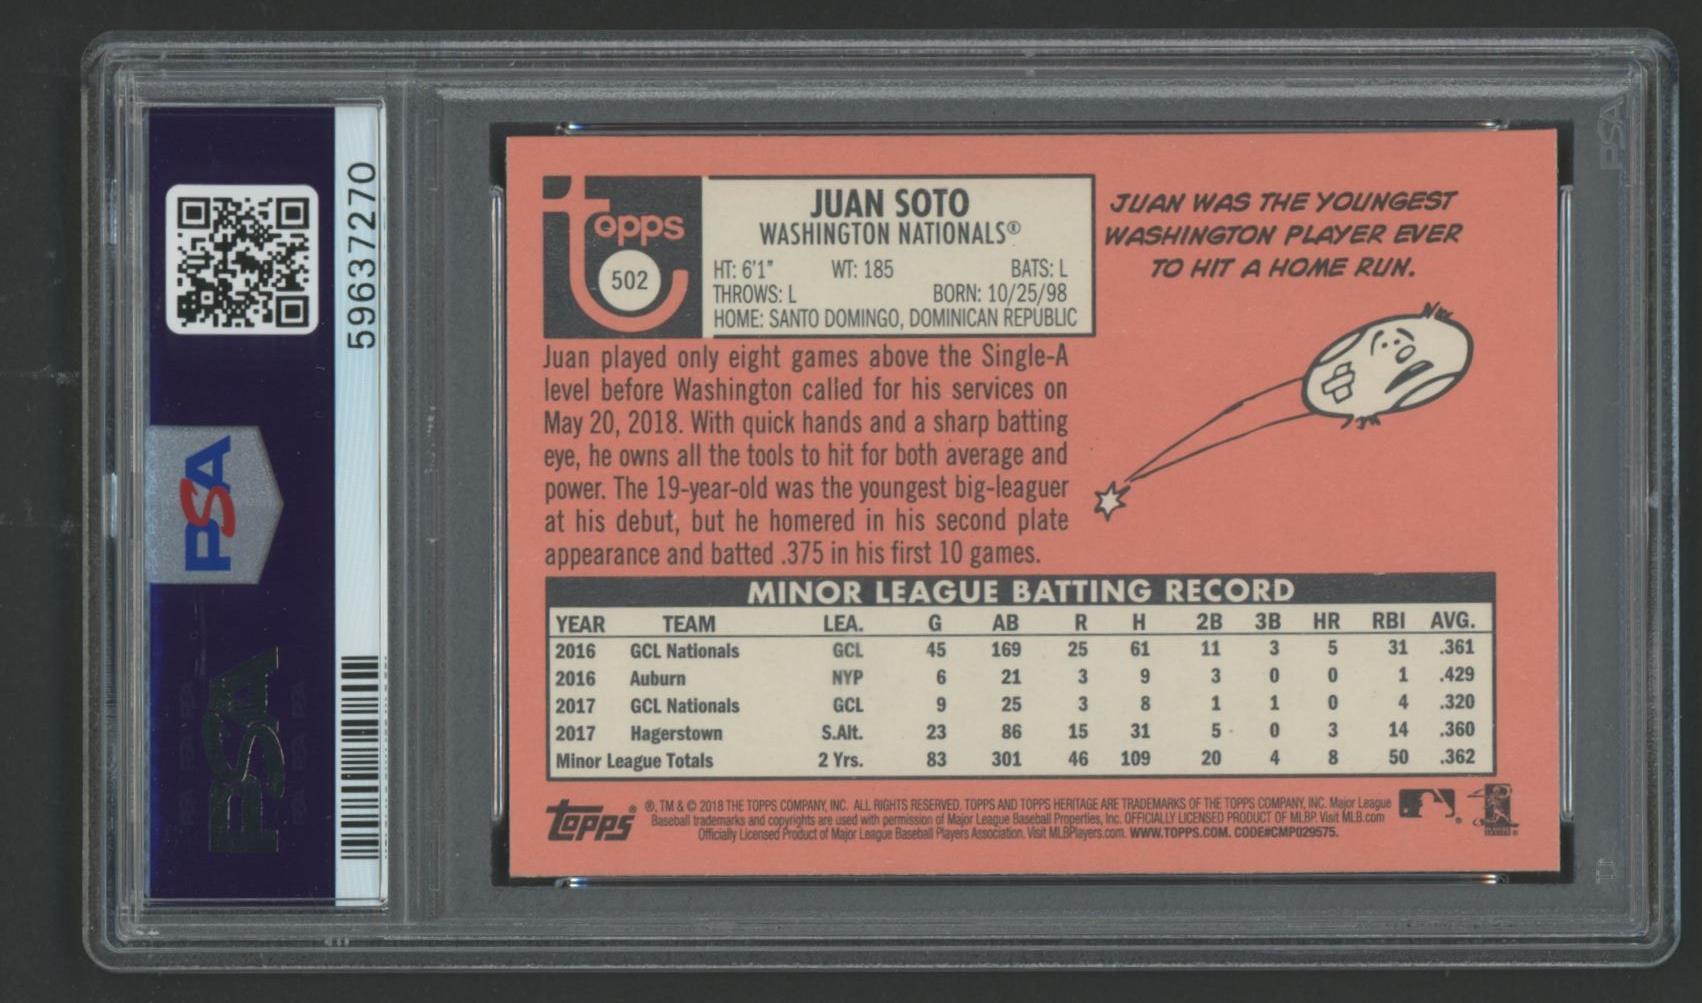 59637270
PSA
PSA
topps
502
JUAN SOTO
WASHINGTON NATIONALS®
HT: 6'1" WT: 185 BATS: L
THROWS: L BORN: 10/25/98
HOME: SANTO DOMINGO, DOMINICAN REPUBLIC
JUAN WAS THE YOUNGEST
WASHINGTON PLAYER EVER
TO HIT A HOME RUN.
Juan played only eight games above the Single-A
level before Washington called for his services on
May 20, 2018. With quick hands and a sharp batting
eye, he owns all the tools to hit for both average and
power. The 19-year-old was the youngest big-leaguer
at his debut, but he homered in his second plate
appearance and batted .375 in his first 10 games.
MINOR LEAGUE BATTING RECORD
YEAR TEAM LEA. G AB R H 2B 3B HR RBI AVG.
2016 GCL Nationals GCL 45 169 25 61 11 3 5 31 .361
2016 Auburn NYP 6 21 3 9 3 0 0 1 .429
2017 GCL Nationals GCL 9 25 3 8 1 1 0 4 .320
2017 Hagerstown S.Alt. 23 86 15 31 5 0 3 14 .360
Minor League Totals 2 Yrs. 83 301 46 109 20 4 8 50 .362
topps®
®, TM & © 2018 THE TOPPS COMPANY, INC. ALL RIGHTS RESERVED. TOPPS AND TOPPS HERITAGE ARE TRADEMARKS OF THE TOPPS COMPANY, INC. Major League
Baseball trademarks and copyrights are used with permission of Major League Baseball Properties, Inc. OFFICIALLY LICENSED PRODUCT OF MLBP. Visit MLB.com
Officially Licensed Product of Major League Baseball Players Association. Visit MLBPlayers.com. WWW.TOPPS.COM. CODE#CMP029575.
PSA